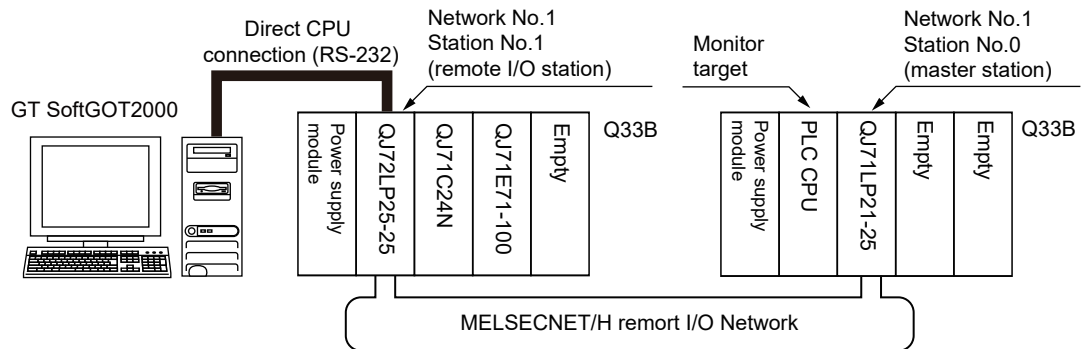 Direct CPU
connection (RS-232)
Network No.1
Station No.1
(remote I/O station)
Monitor
target
Network No.1
Station No.0
(master station)
GT SoftGOT2000
Power supply
module
QJ72LP25-25
QJ71C24N
QJ71E71-100
Empty
Q33B
Power supply
module
PLC CPU
QJ71LP21-25
Empty
Empty
Q33B
MELSECNET/H remort I/O Network